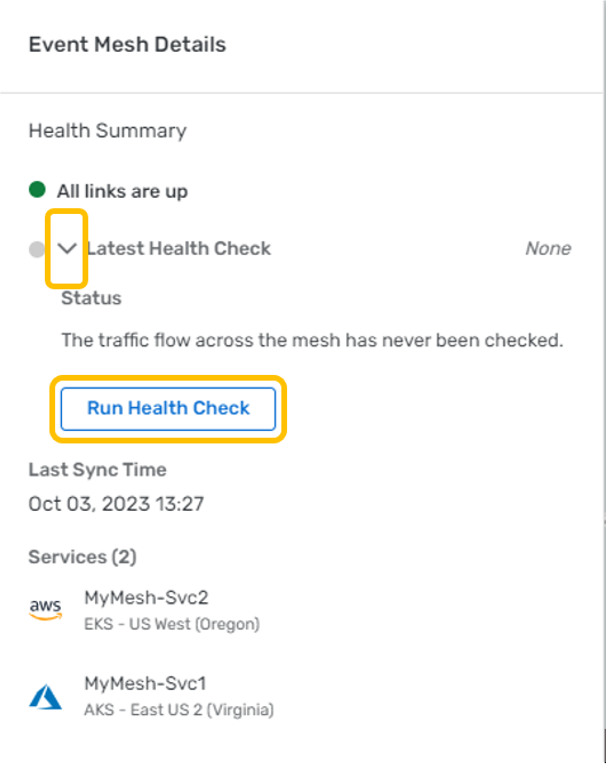 Event Mesh Details
Health Summary
All links are up
Latest Health Check None
Status
The traffic flow across the mesh has never been checked.
Run Health Check
Last Sync Time
Oct 03, 2023 13:27
Services (2)
aws
MyMesh-Svc2
EKS - US West (Oregon)
MyMesh-Svc1
AKS - East US 2 (Virginia)